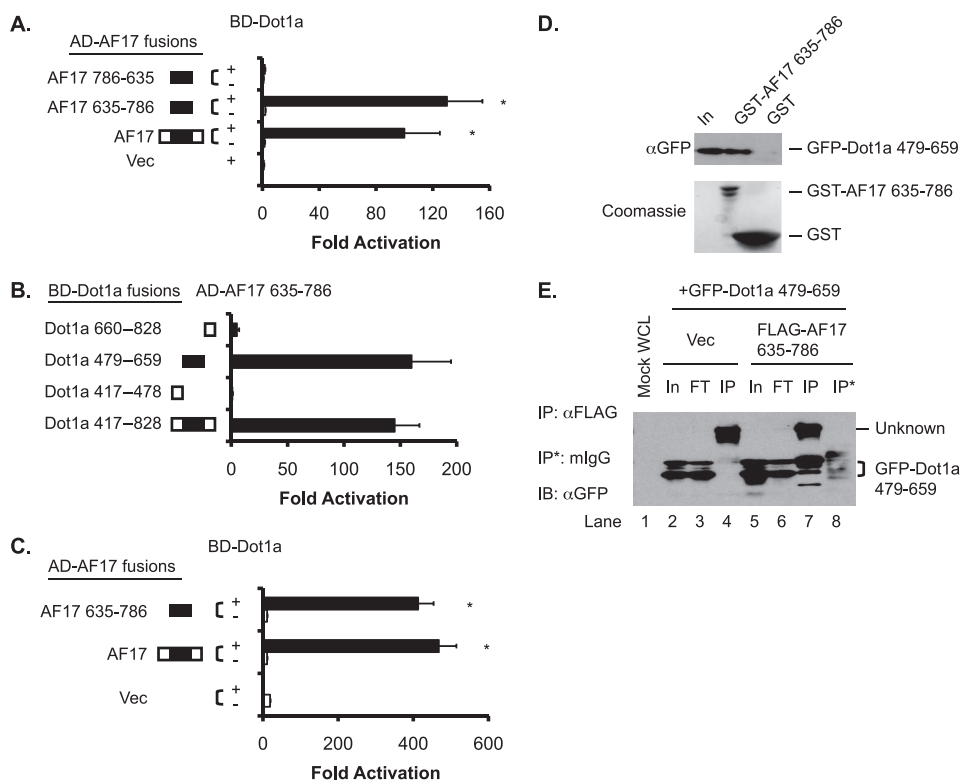 A.
BD-Dot1a
AD-AF17 fusions
AF17 786-635 + -
AF17 635-786 + - *
AF17 + - *
Vec +
0 40 80 120 160
Fold Activation
B.
BD-Dot1a fusions AD-AF17 635-786
Dot1a 660–828
Dot1a 479–659
Dot1a 417–478
Dot1a 417–828
0 50 100 150 200
Fold Activation
C.
BD-Dot1a
AD-AF17 fusions
AF17 635-786 + - *
AF17 + - *
Vec + -
0 200 400 600
Fold Activation
D.
In GST-AF17 635-786 GST
αGFP GFP-Dot1a 479-659
GST-AF17 635-786
Coomassie
GST
E.
+GFP-Dot1a 479-659
Mock WCL
Vec FLAG-AF17
635-786
In FT IP In FT IP IP*
IP: αFLAG
Unknown
IP*: mIgG
GFP-Dot1a
479-659
IB: αGFP
Lane 1 2 3 4 5 6 7 8